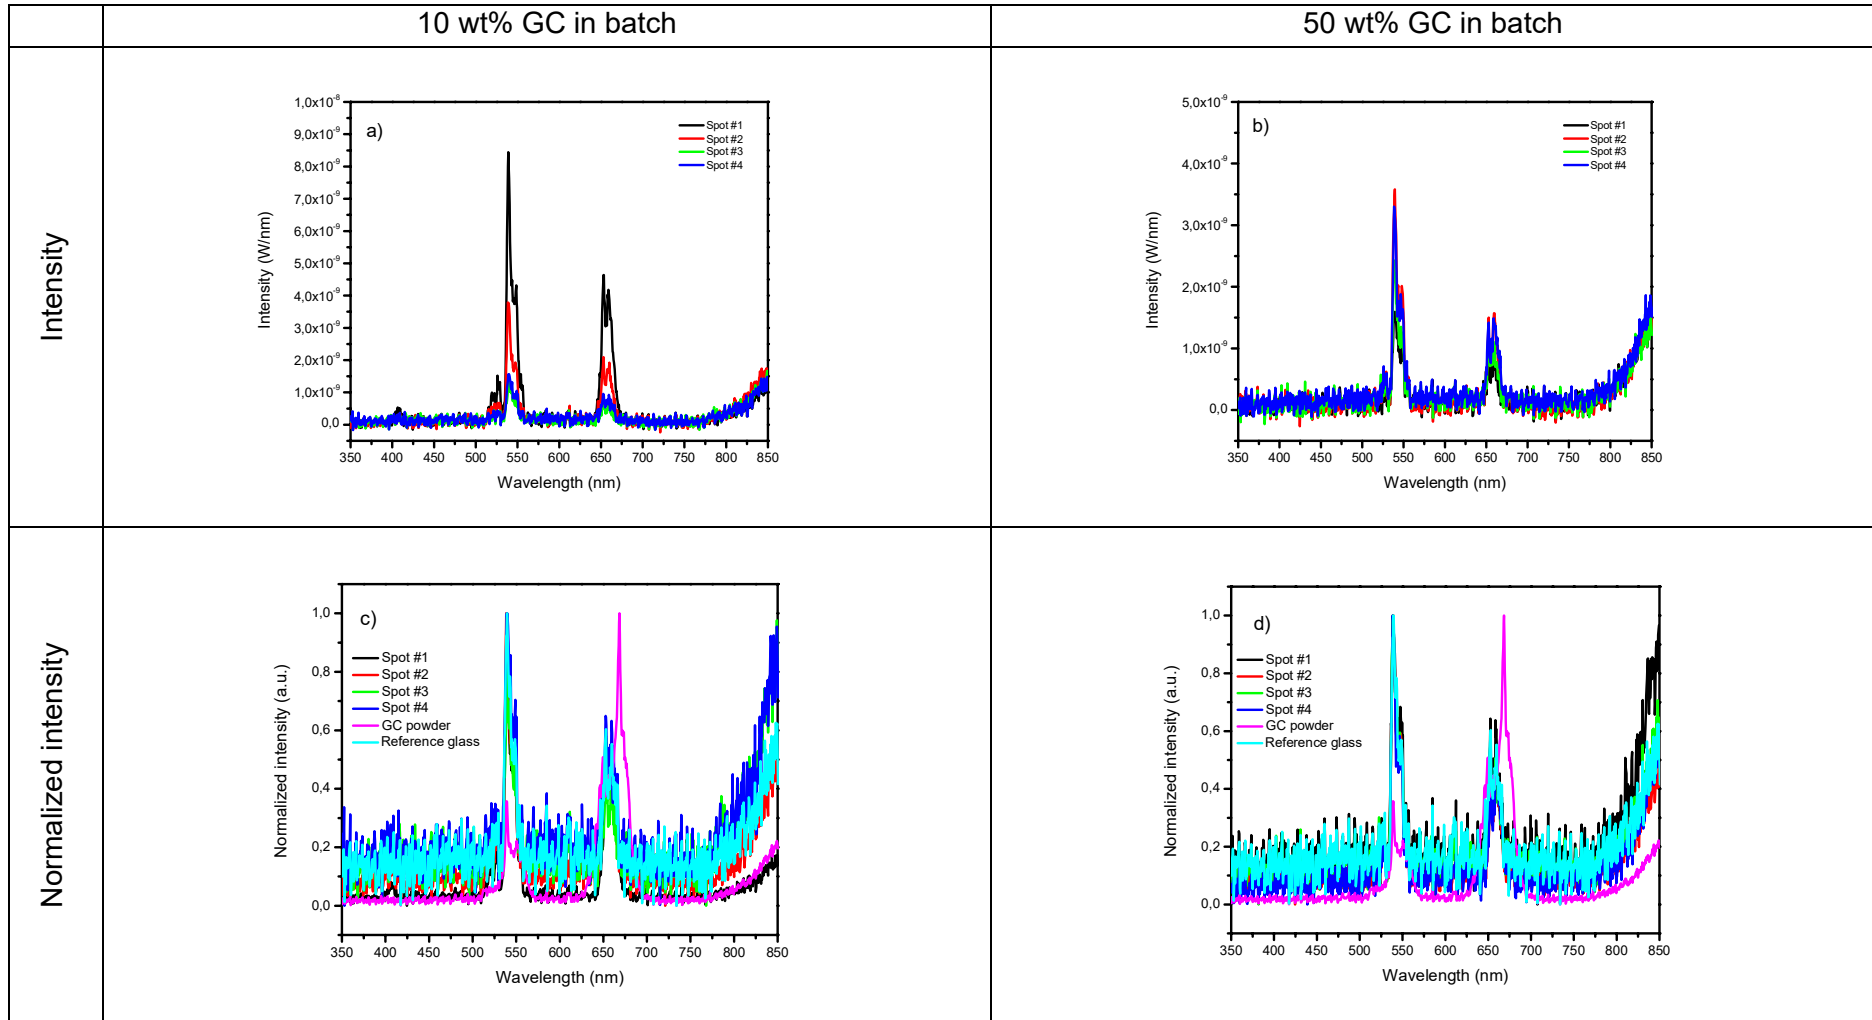 10 wt% GC in batch
50 wt% GC in batch
Intensity
a)
Spot #1
Spot #2
Spot #3
Spot #4
1,0x10⁻⁸
9,0x10⁻⁹
8,0x10⁻⁹
7,0x10⁻⁹
6,0x10⁻⁹
5,0x10⁻⁹
4,0x10⁻⁹
3,0x10⁻⁹
2,0x10⁻⁹
1,0x10⁻⁹
0,0
Intensity (W/nm)
350 400 450 500 550 600 650 700 750 800 850
Wavelength (nm)
b)
Spot #1
Spot #2
Spot #3
Spot #4
5,0x10⁻⁹
4,0x10⁻⁹
3,0x10⁻⁹
2,0x10⁻⁹
1,0x10⁻⁹
0,0
Intensity (W/nm)
350 400 450 500 550 600 650 700 750 800 850
Wavelength (nm)
Normalized intensity
c)
Spot #1
Spot #2
Spot #3
Spot #4
GC powder
Reference glass
1,0
0,8
0,6
0,4
0,2
0,0
Normalized intensity (a.u.)
350 400 450 500 550 600 650 700 750 800 850
Wavelength (nm)
d)
Spot #1
Spot #2
Spot #3
Spot #4
GC powder
Reference glass
1,0
0,8
0,6
0,4
0,2
0,0
Normalized intensity (a.u.)
350 400 450 500 550 600 650 700 750 800 850
Wavelength (nm)